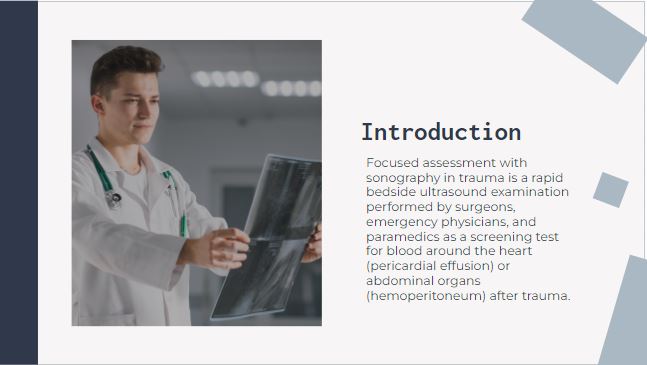 Introduction
Focused assessment with
sonography in trauma is a rapid
bedside ultrasound examination
performed by surgeons,
emergency physicians, and
paramedics as a screening test
for blood around the heart
(pericardial effusion) or
abdominal organs
(hemoperitoneum) after trauma.